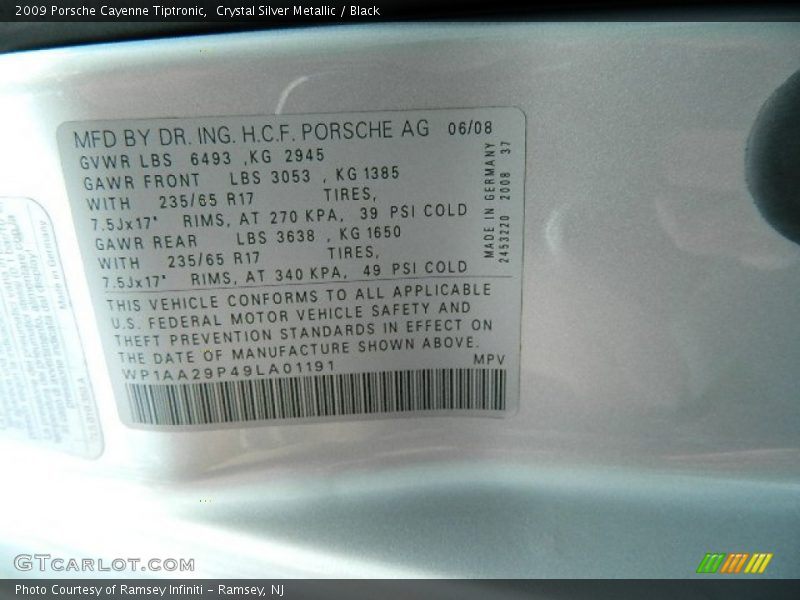 2009 Porsche Cayenne Tiptronic,  Crystal Silver Metallic / Black
MFD BY DR. ING. H.C.F. PORSCHE AG 06/08
GVWR LBS 6493 ,KG 2945
GAWR FRONT LBS 3053 , KG 1385
WITH 235/65 R17 TIRES,
7.5Jx17" RIMS, AT 270 KPA, 39 PSI COLD
GAWR REAR LBS 3638 , KG 1650
WITH 235/65 R17 TIRES,
7.5Jx17" RIMS, AT 340 KPA, 49 PSI COLD
MADE IN GERMANY
2453220 2008 37
THIS VEHICLE CONFORMS TO ALL APPLICABLE
U.S. FEDERAL MOTOR VEHICLE SAFETY AND
THEFT PREVENTION STANDARDS IN EFFECT ON
THE DATE OF MANUFACTURE SHOWN ABOVE.
WP1AA29P49LA01191 MPV
GTCARLOT.COM
Photo Courtesy of Ramsey Infiniti - Ramsey, NJ